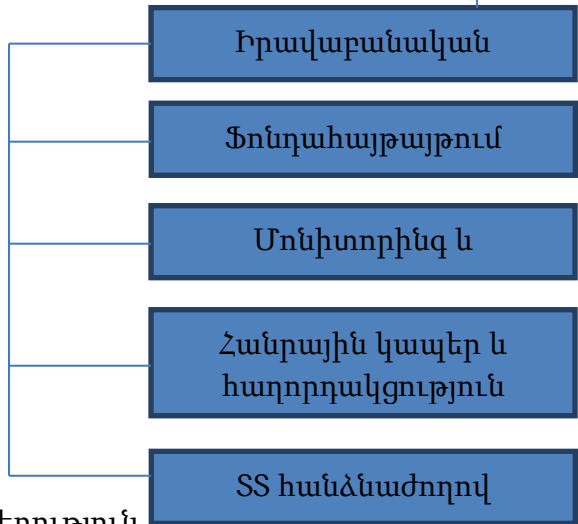 Իրավաբանական
Ֆոնդահայթայթում
Մոնիտորինգ և
Հանրային կապեր և
հաղորդակցություն
ՏՏ հանձնաժողով